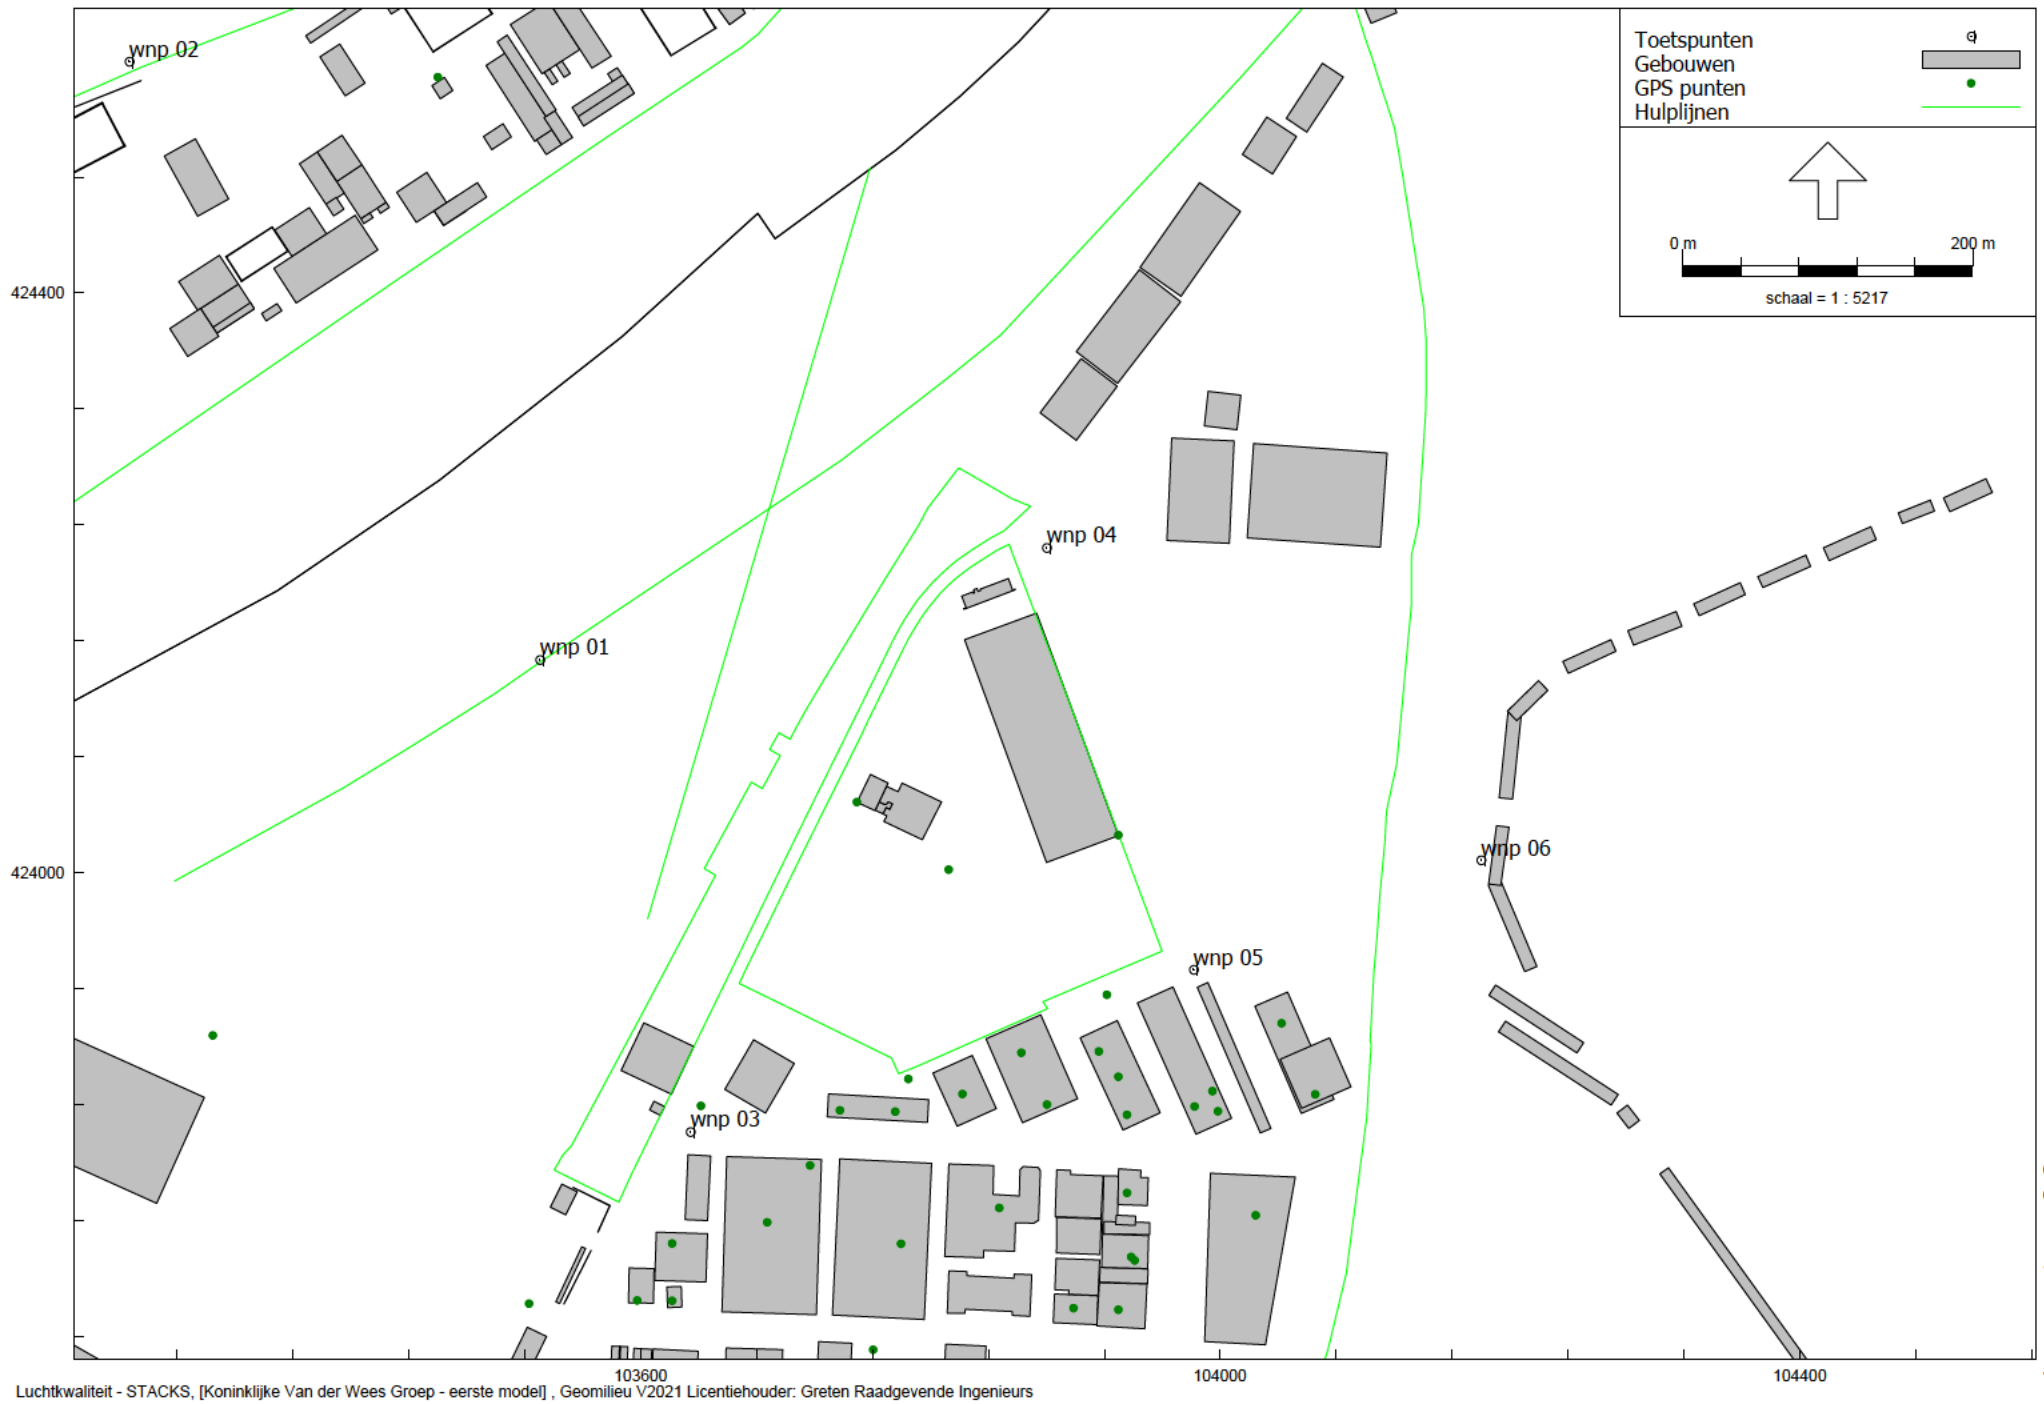 wnp 02
Toetspunten
Gebouwen
GPS punten
Hulplijnen
0 m
200 m
schaal = 1 : 5217
424400
wnp 04
wnp 01
wnp 06
424000
wnp 05
wnp 03
103600
104000
104400
Luchtkwaliteit - STACKS, [Koninklijke Van der Wees Groep - eerste model] , Geomilieu V2021 Licentiehouder: Greten Raadgevende Ingenieurs